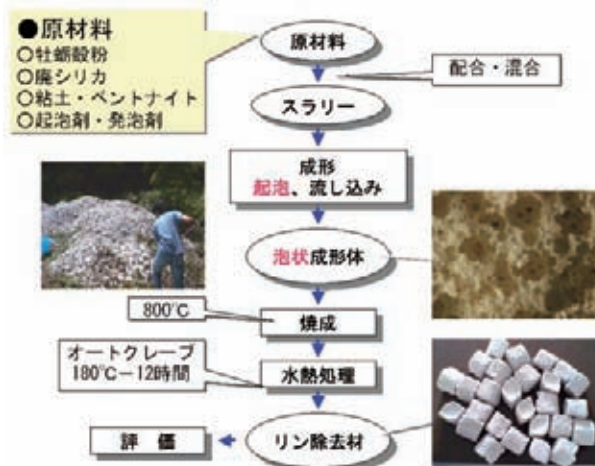 ●原材料
○牡蛎殻粉
○廃シリカ
○粘土・ベントナイト
○起泡剤・発泡剤
原材料
配合・混合
スラリー
成形
起泡、流し込み
泡状成形体
800℃
焼成
オートクレーブ
180℃－12時間
水熱処理
リン除去材
評　価